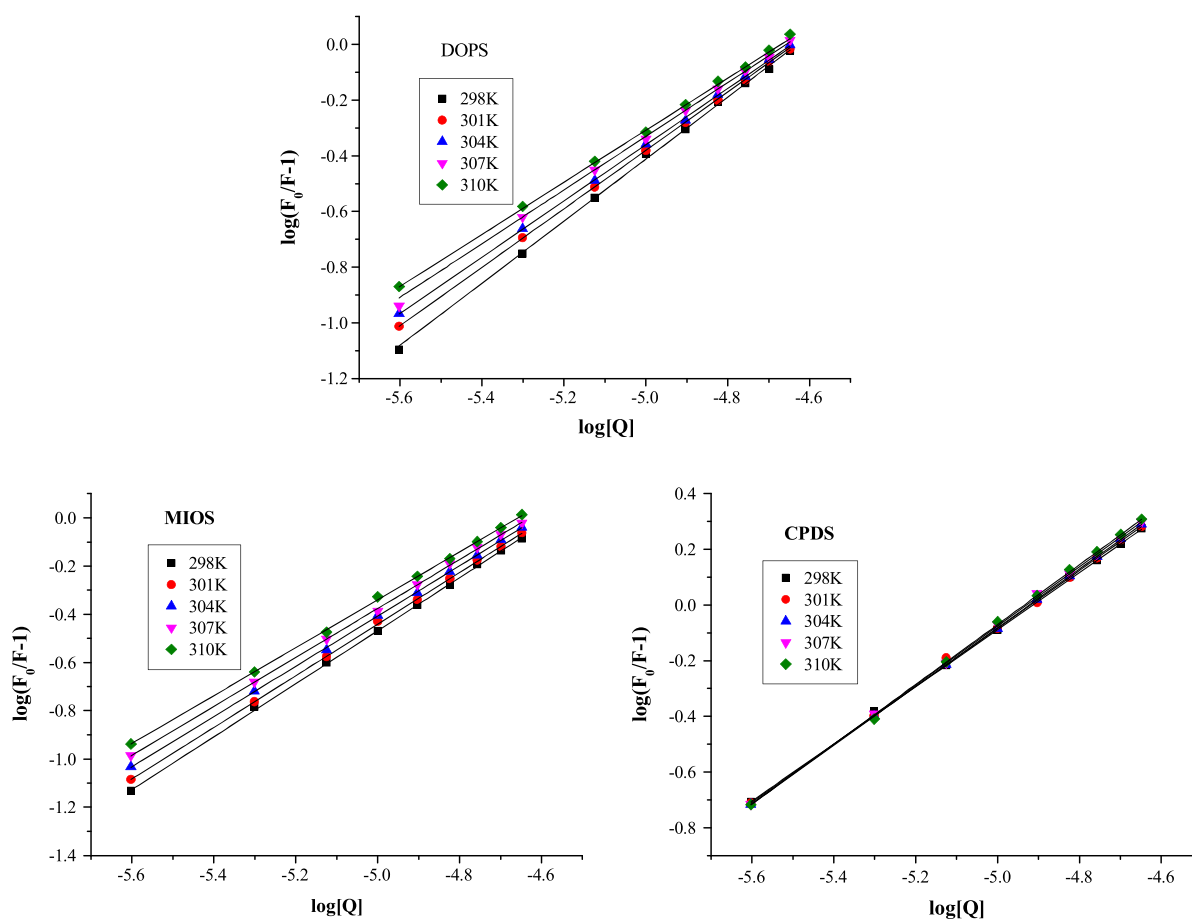 DOPS
298K
301K
304K
307K
310K
0.0
-0.2
-0.4
-0.6
-0.8
-1.0
-1.2
log(F₀/F-1)
-5.6 -5.4 -5.2 -5.0 -4.8 -4.6
log[Q]
MIOS
298K
301K
304K
307K
310K
0.0
-0.2
-0.4
-0.6
-0.8
-1.0
-1.2
-1.4
log(F₀/F-1)
-5.6 -5.4 -5.2 -5.0 -4.8 -4.6
log[Q]
CPDS
298K
301K
304K
307K
310K
0.4
0.2
0.0
-0.2
-0.4
-0.6
-0.8
log(F₀/F-1)
-5.6 -5.4 -5.2 -5.0 -4.8 -4.6
log[Q]